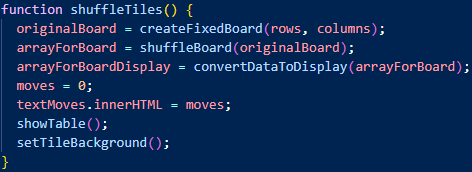 function shuffleTiles() {
originalBoard = createFixedBoard(rows, columns);
arrayForBoard = shuffleBoard(originalBoard);
arrayForBoardDisplay = convertDataToDisplay(arrayForBoard);
moves = 0;
textMoves.innerHTML = moves;
showTable();
setTileBackground();
}